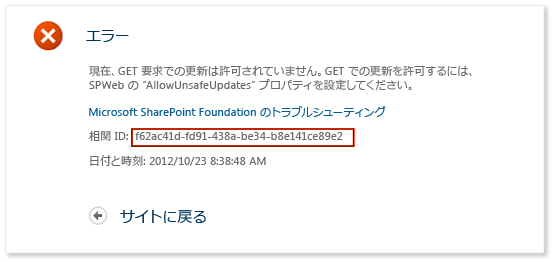 エラー
現在、GET 要求での更新は許可されていません。GET での更新を許可するには、
SPWeb の "AllowUnsafeUpdates" プロパティを設定してください。
Microsoft SharePoint Foundation のトラブルシューティング
相関 ID: f62ac41d-fd91-438a-be34-b8e141ce89e2
日付と時刻: 2012/10/23 8:38:48 AM
サイトに戻る